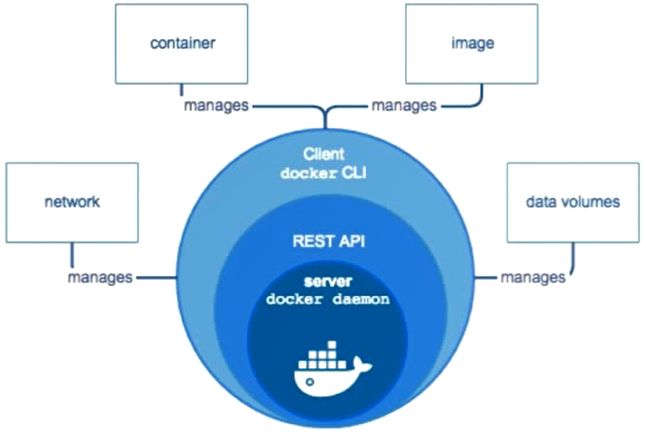 container
image
manages
manages
Client
docker CLI
network
data volumes
REST API
manages
manages
server
docker daemon